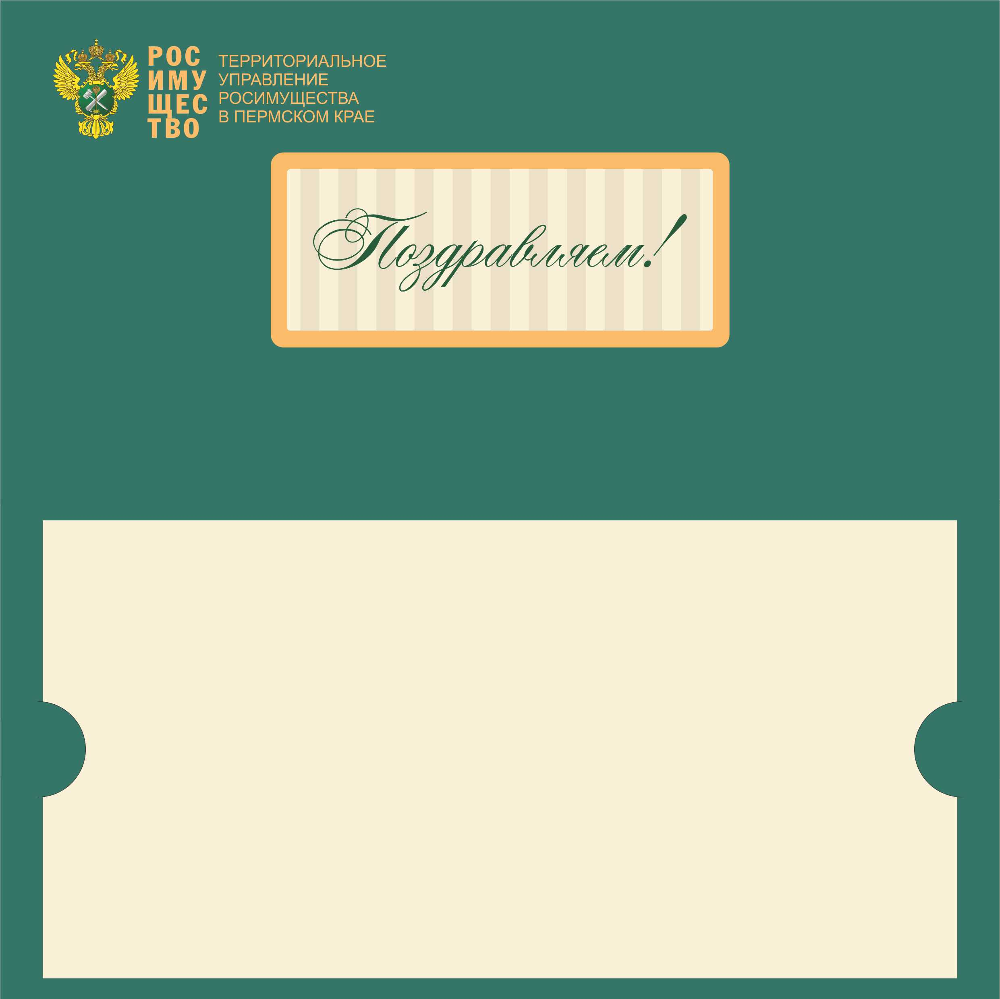 РОС
ИМУ
ЩЕС
ТВО
ТЕРРИТОРИАЛЬНОЕ
УПРАВЛЕНИЕ
РОСИМУЩЕСТВА
В ПЕРМСКОМ КРАЕ
Поздравляем!